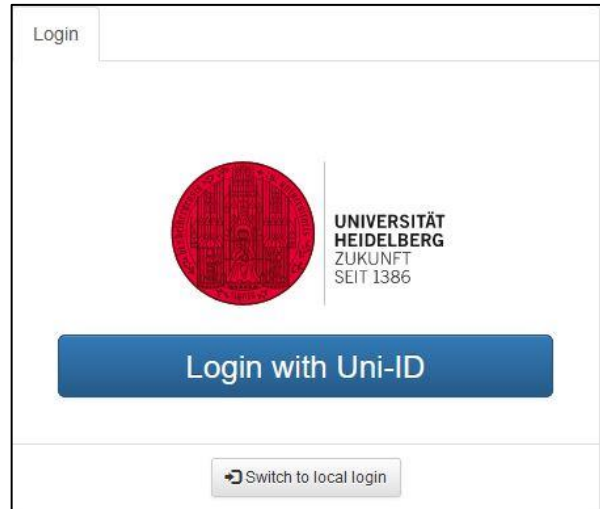 Login
UNIVERSITÄT
HEIDELBERG
ZUKUNFT
SEIT 1386
Login with Uni-ID
Switch to local login